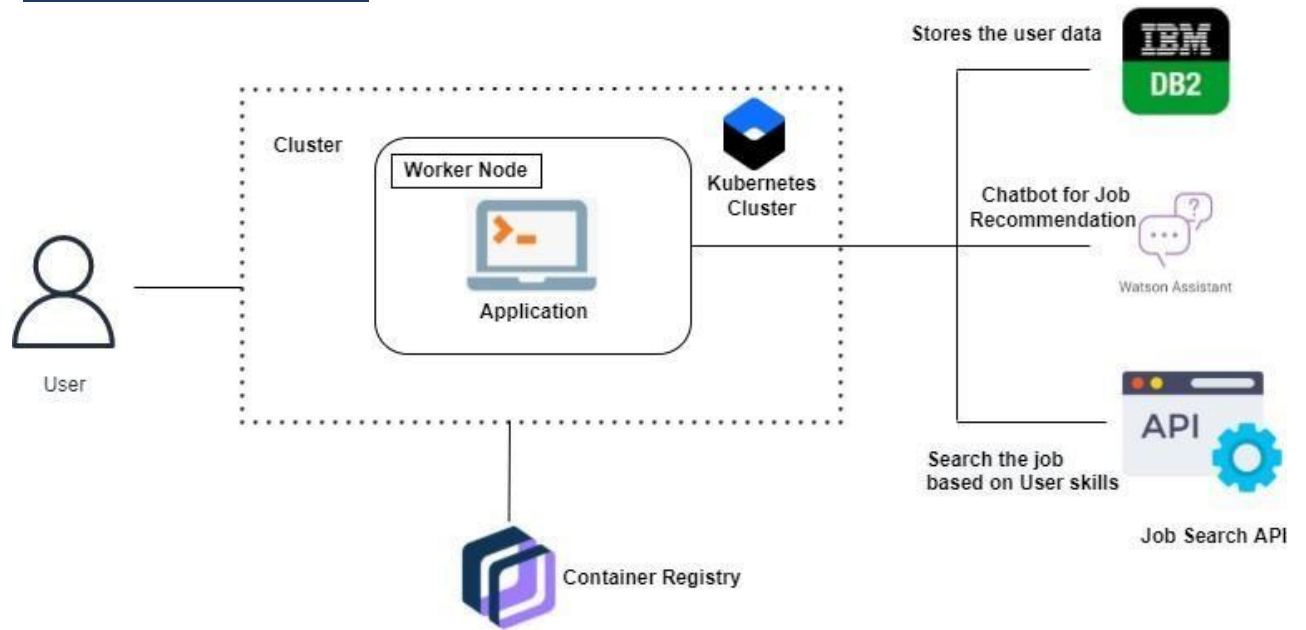 Stores the user data
IBM
DB2
Cluster
Worker Node
Kubernetes
Cluster
Application
Chatbot for Job
Recommendation
?
Watson Assistant
User
API
Search the job
based on User skills
Job Search API
Container Registry